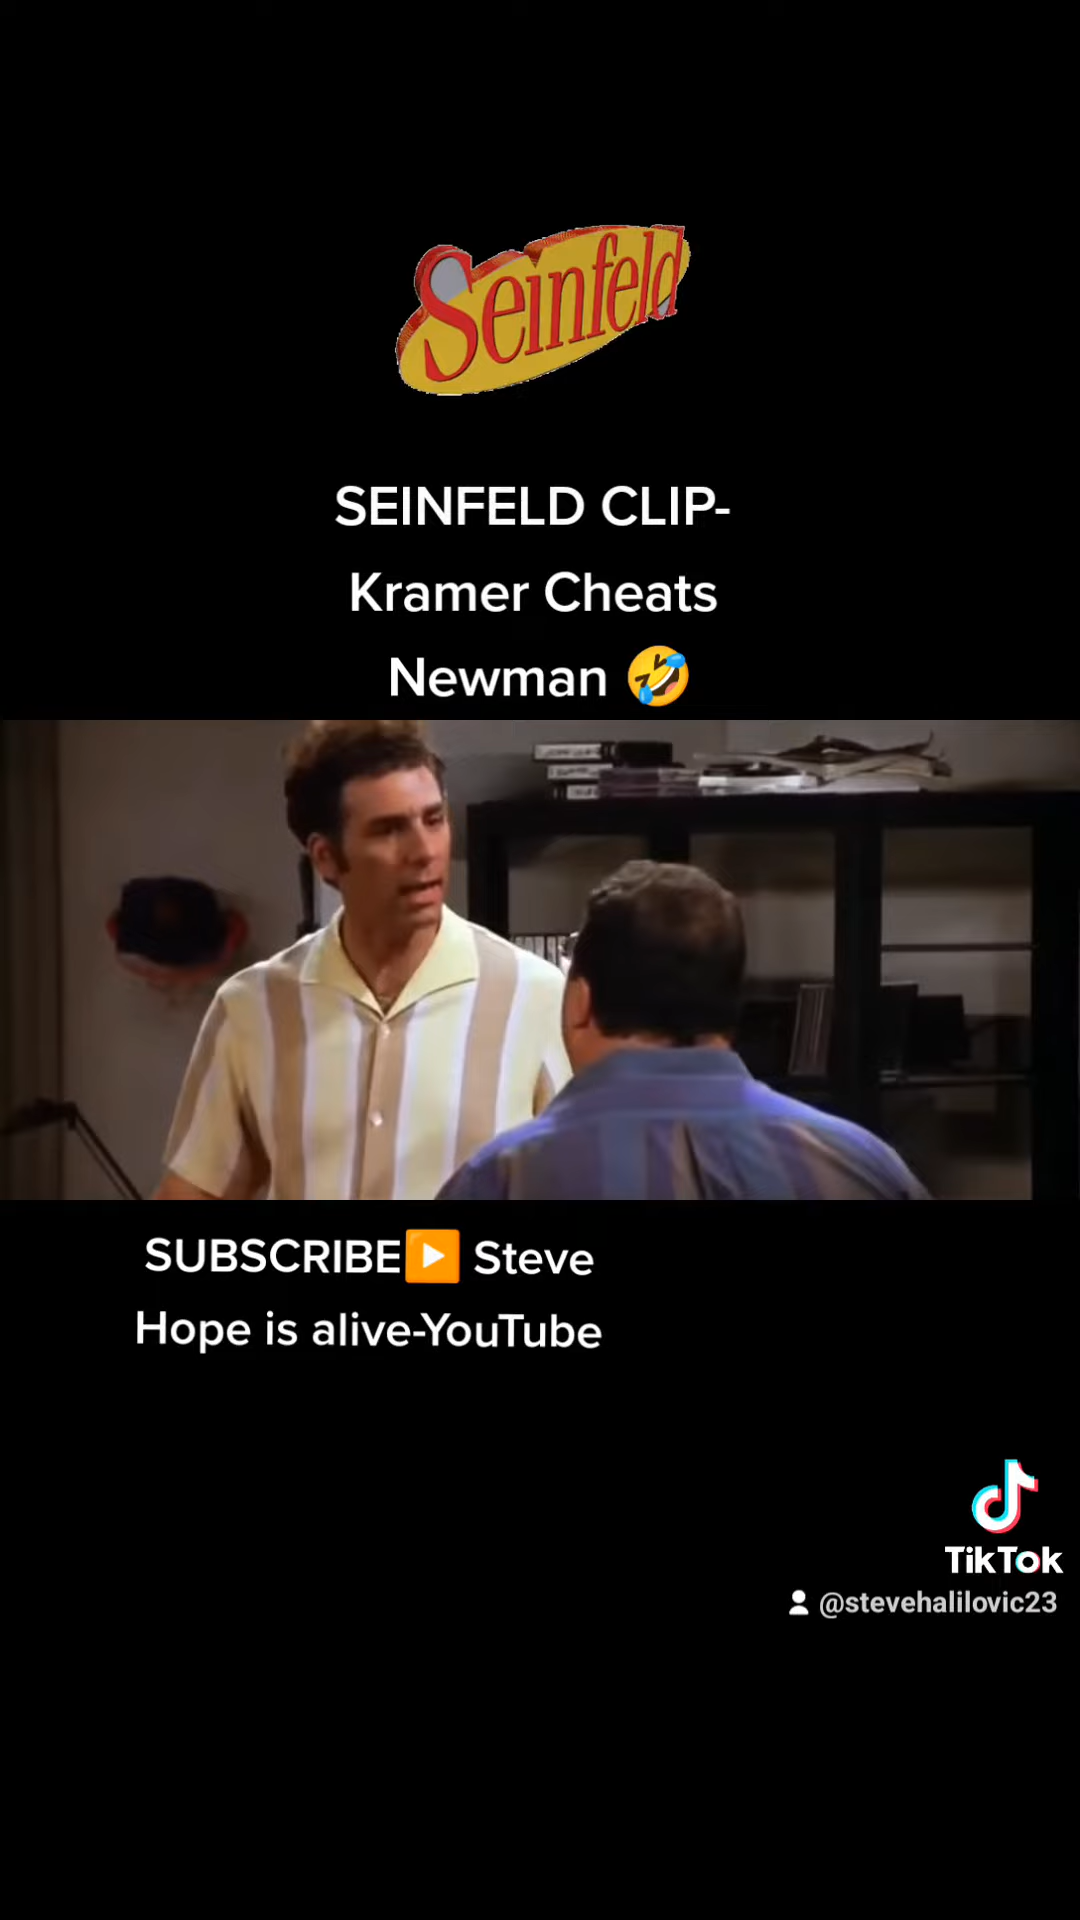 Seinfeld
SEINFELD CLIP-
Kramer Cheats
Newman 🤣
SUBSCRIBE▶️ Steve
Hope is alive-YouTube
TikTok
@stevehalilovic23